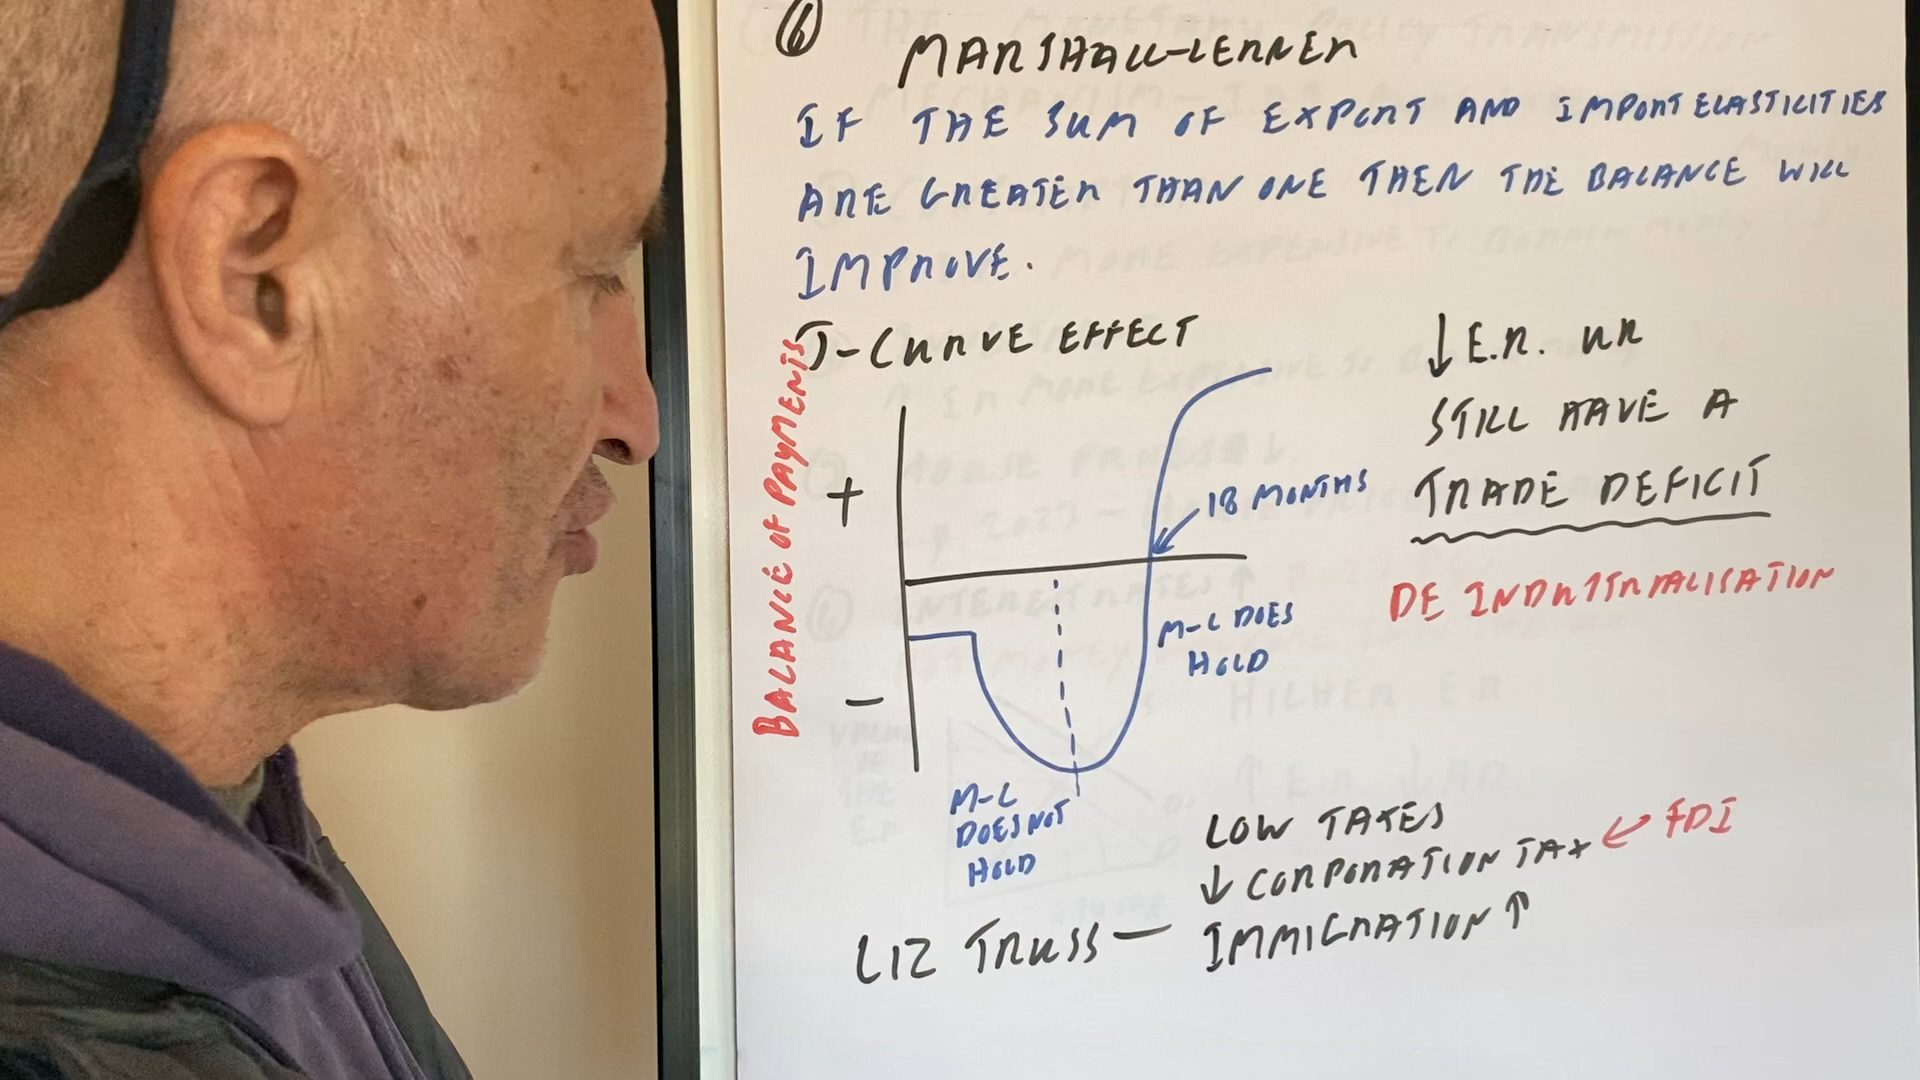 6
MARSHALL-LERNER
IF THE SUM OF EXPORT AND IMPORT ELASTICITIES
ARE GREATER THAN ONE THEN THE BALANCE WILL
IMPROVE.
J-CURVE EFFECT
BALANCE OF PAYMENTS
+
-
18 MONTHS
M-L DOES
HOLD
M-L
DOES NOT
HOLD
↓ E.R. UR
STILL HAVE A
TRADE DEFICIT
DE INDUSTRIALISATION
LOW TAXES
↓ CORPORATION TAX ← FDI
LIZ TRUSS - IMMIGRATION ↑